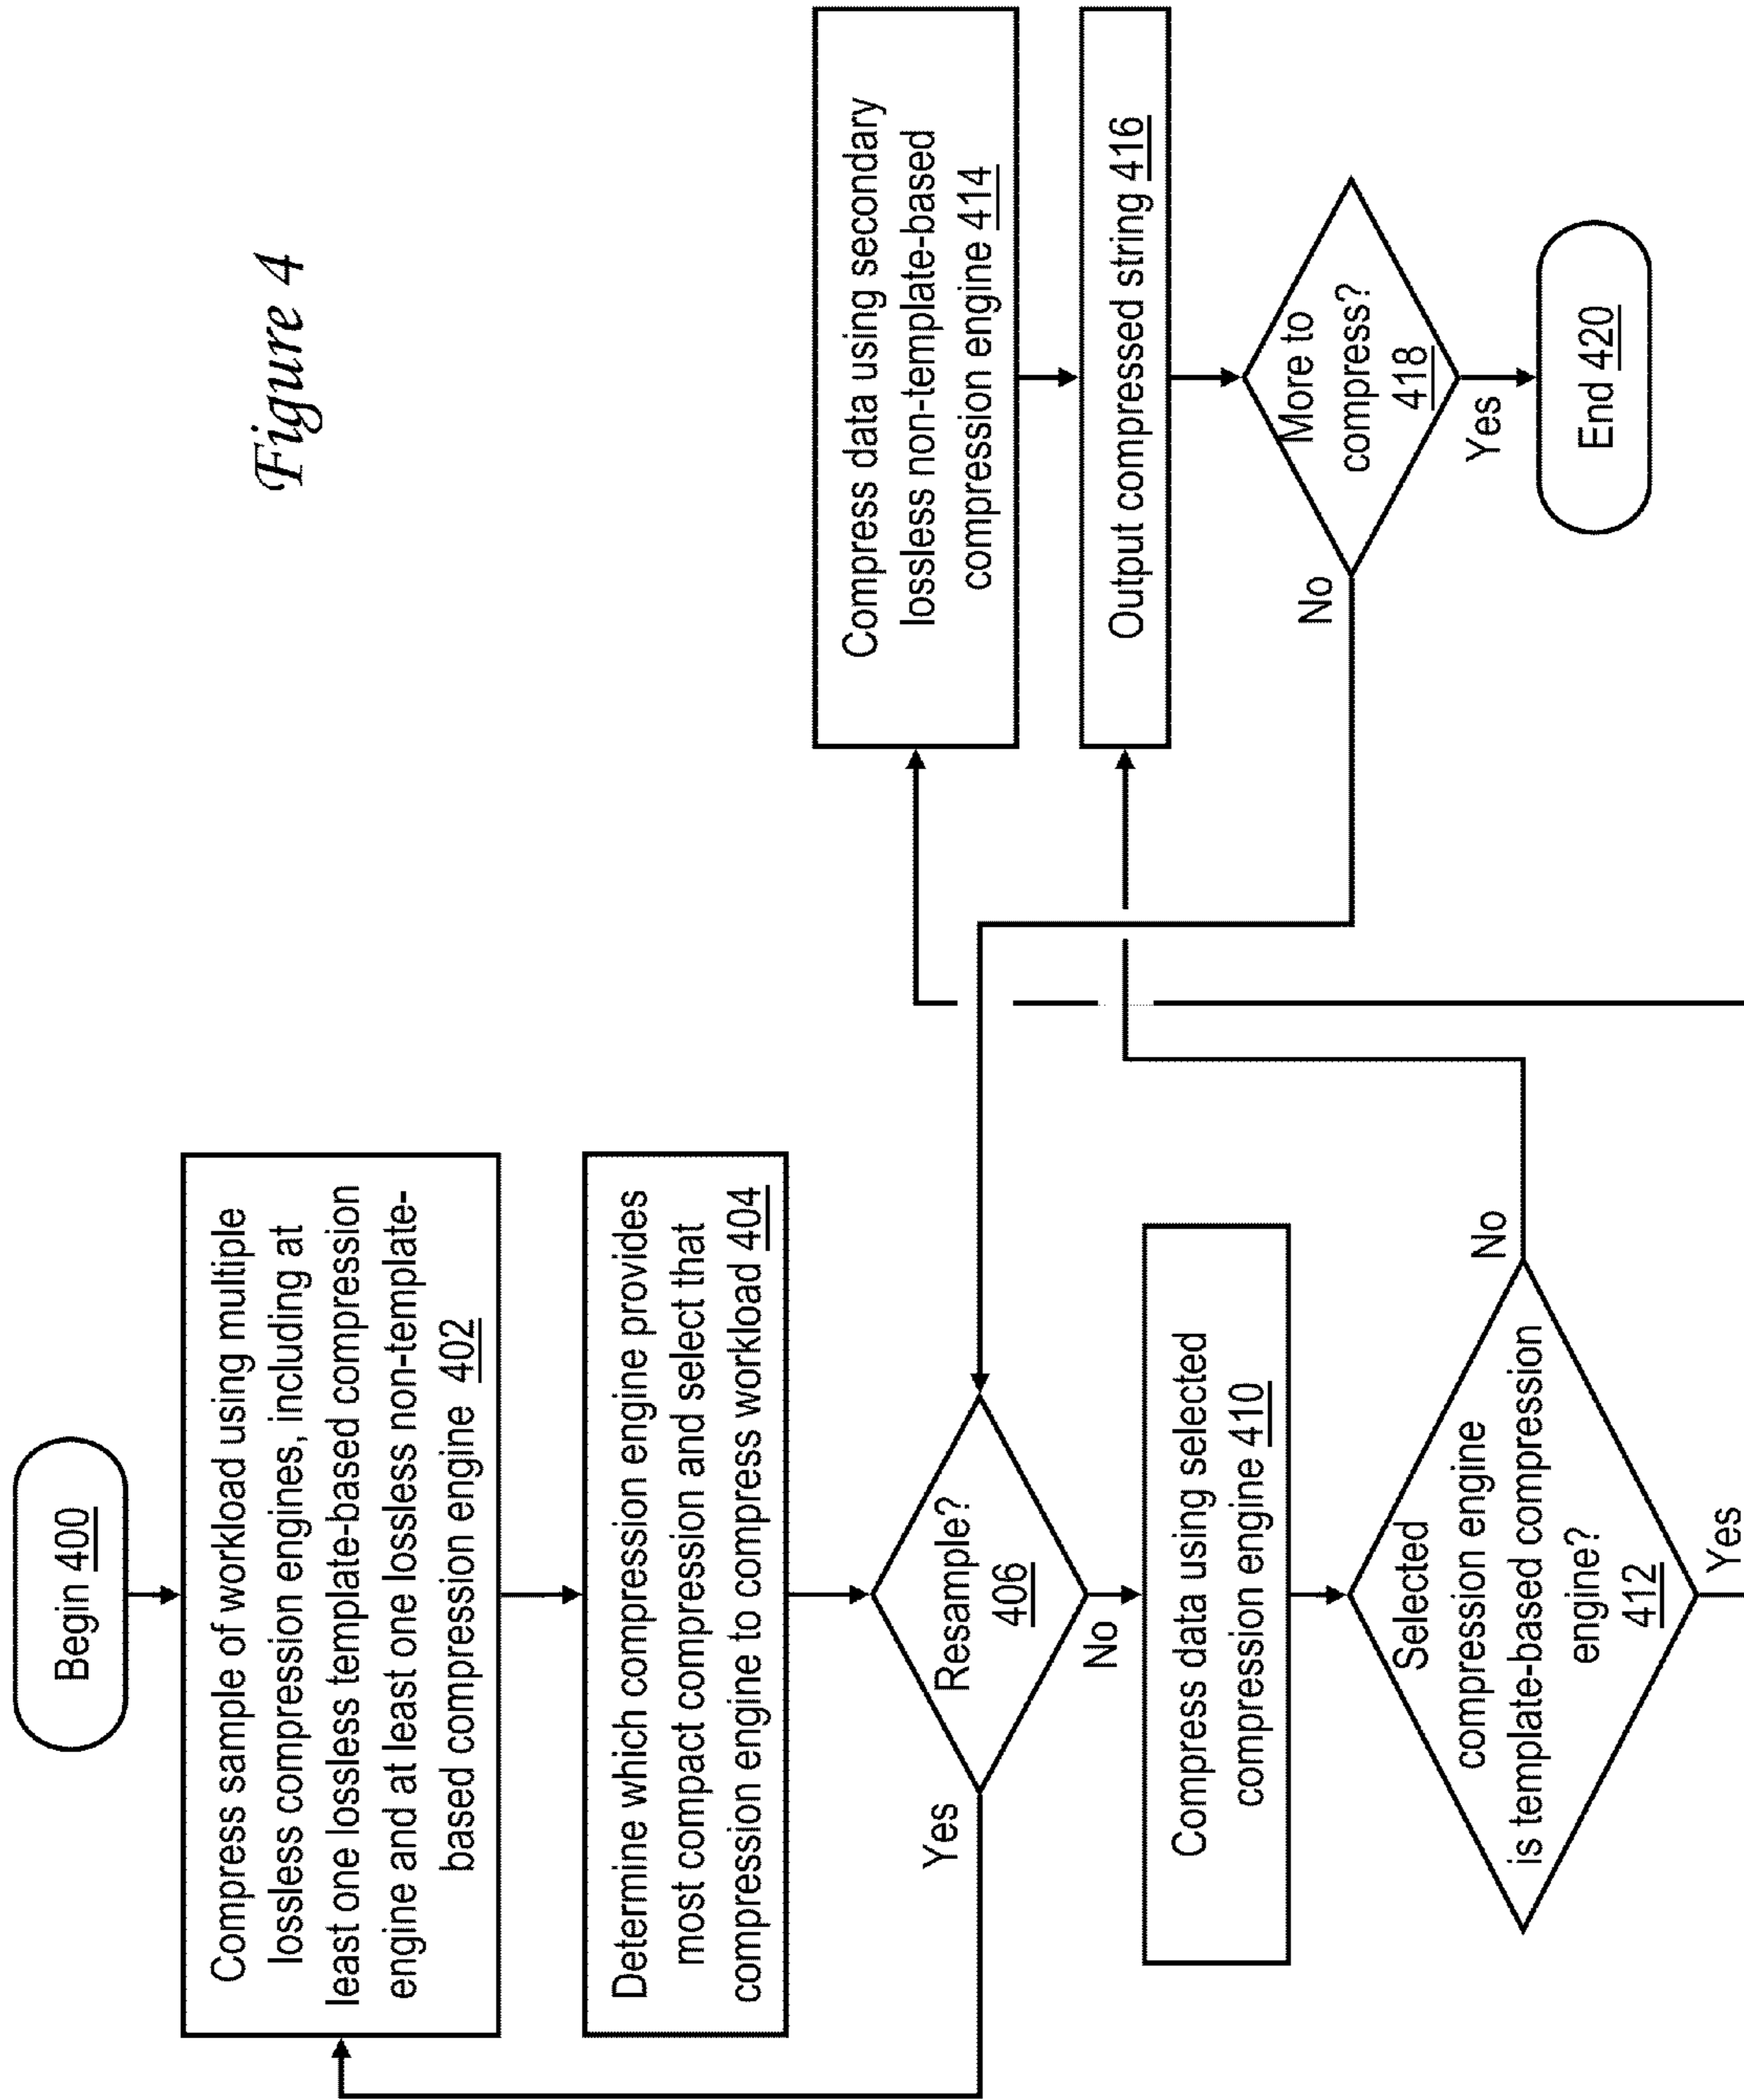 Figure 4
Begin 400
Compress sample of workload using multiple
lossless compression engines, including at
least one lossless template-based compression
engine and at least one lossless non-template-
based compression engine 402
Determine which compression engine provides
most compact compression and select that
compression engine to compress workload 404
Resample?
406
Yes
No
Compress data using selected
compression engine 410
Selected
compression engine
is template-based compression
engine?
412
No
Yes
Compress data using secondary
lossless non-template-based
compression engine 414
Output compressed string 416
More to
compress?
418
No
Yes
End 420